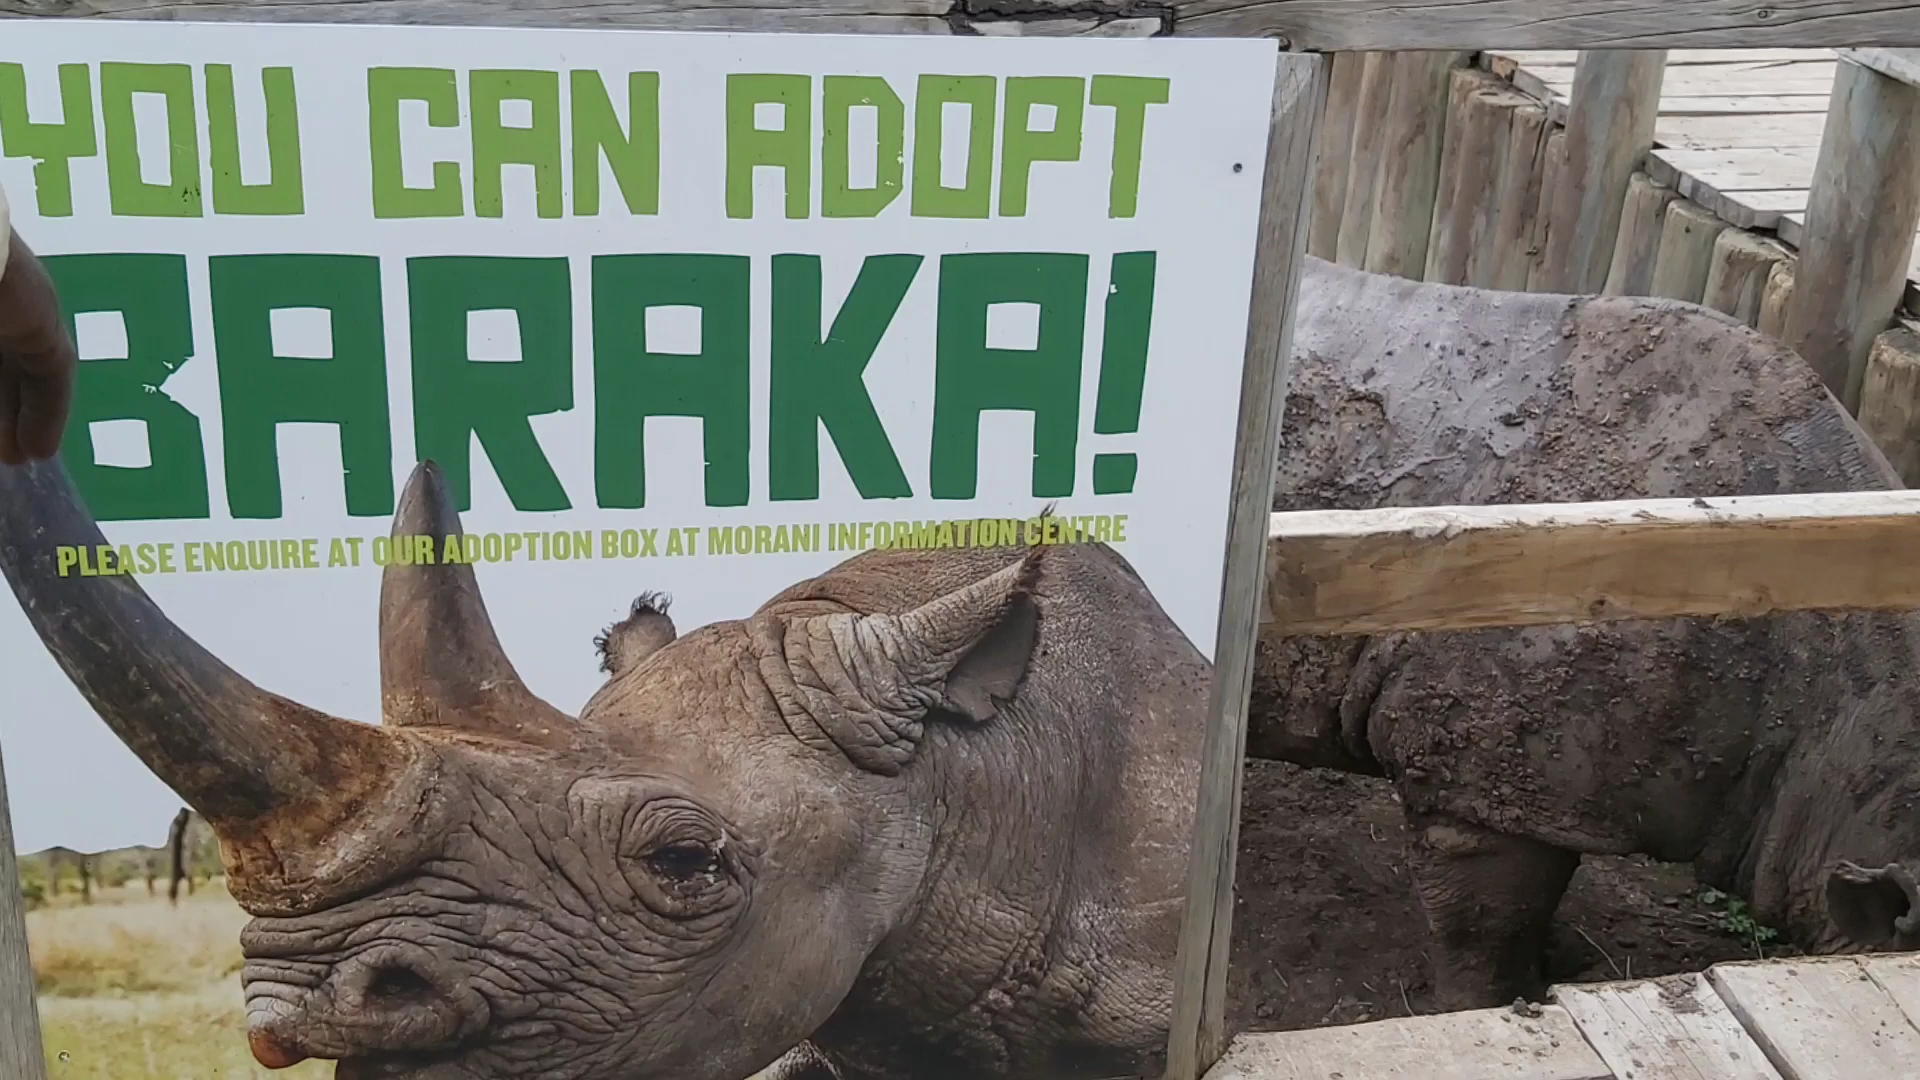 YOU CAN ADOPT
BARAKA!
PLEASE ENQUIRE AT OUR ADOPTION BOX AT MORANI INFORMATION CENTRE